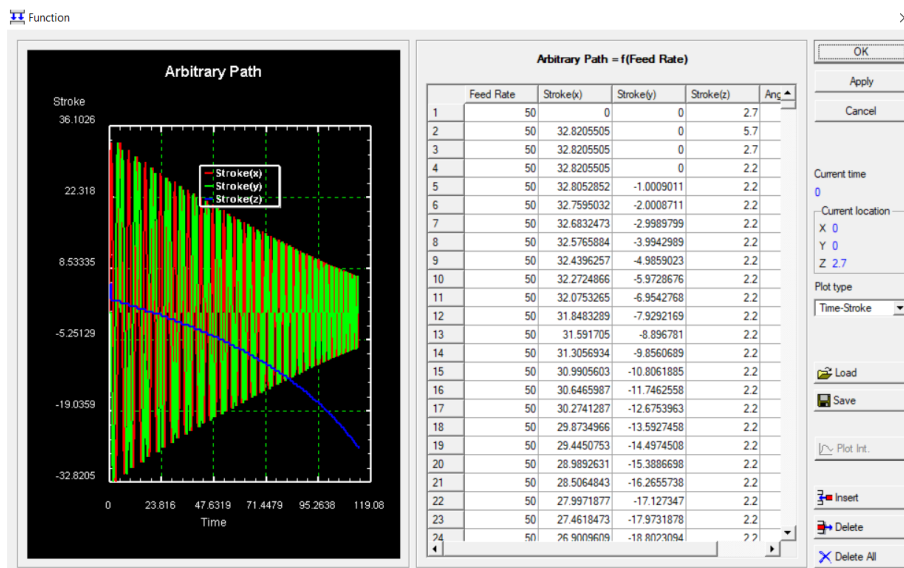 Function
Arbitrary Path
Stroke
36.1026
22.318
8.53335
-5.25129
-19.0359
-32.8205
Stroke(x)
Stroke(y)
Stroke(z)
0 23.816 47.6319 71.4479 95.2638 119.08
Time
Arbitrary Path = f(Feed Rate)
Feed Rate Stroke(x) Stroke(y) Stroke(z) Ang
1 50 0 0 2.7
2 50 32.8205505 0 5.7
3 50 32.8205505 0 2.7
4 50 32.8205505 0 2.2
5 50 32.8052852 -1.0009011 2.2
6 50 32.7595032 -2.0008711 2.2
7 50 32.6832473 -2.9989799 2.2
8 50 32.5765884 -3.9942989 2.2
9 50 32.4396257 -4.9859023 2.2
10 50 32.2724866 -5.9728676 2.2
11 50 32.0753265 -6.9542768 2.2
12 50 31.8483289 -7.9292169 2.2
13 50 31.591705 -8.896781 2.2
14 50 31.3056934 -9.8560689 2.2
15 50 30.9905603 -10.8061885 2.2
16 50 30.6465987 -11.7462558 2.2
17 50 30.2741287 -12.6753963 2.2
18 50 29.8734966 -13.5927458 2.2
19 50 29.4450753 -14.4974508 2.2
20 50 28.9892631 -15.3886698 2.2
21 50 28.5064843 -16.2655738 2.2
22 50 27.9971877 -17.127347 2.2
23 50 27.4618473 -17.9731878 2.2
24 50 26.9009609 -18.8023094 2.2
OK
Apply
Cancel
Current time
0
Current location
X 0
Y 0
Z 2.7
Plot type
Time-Stroke
Load
Save
Plot Int.
Insert
Delete
Delete All